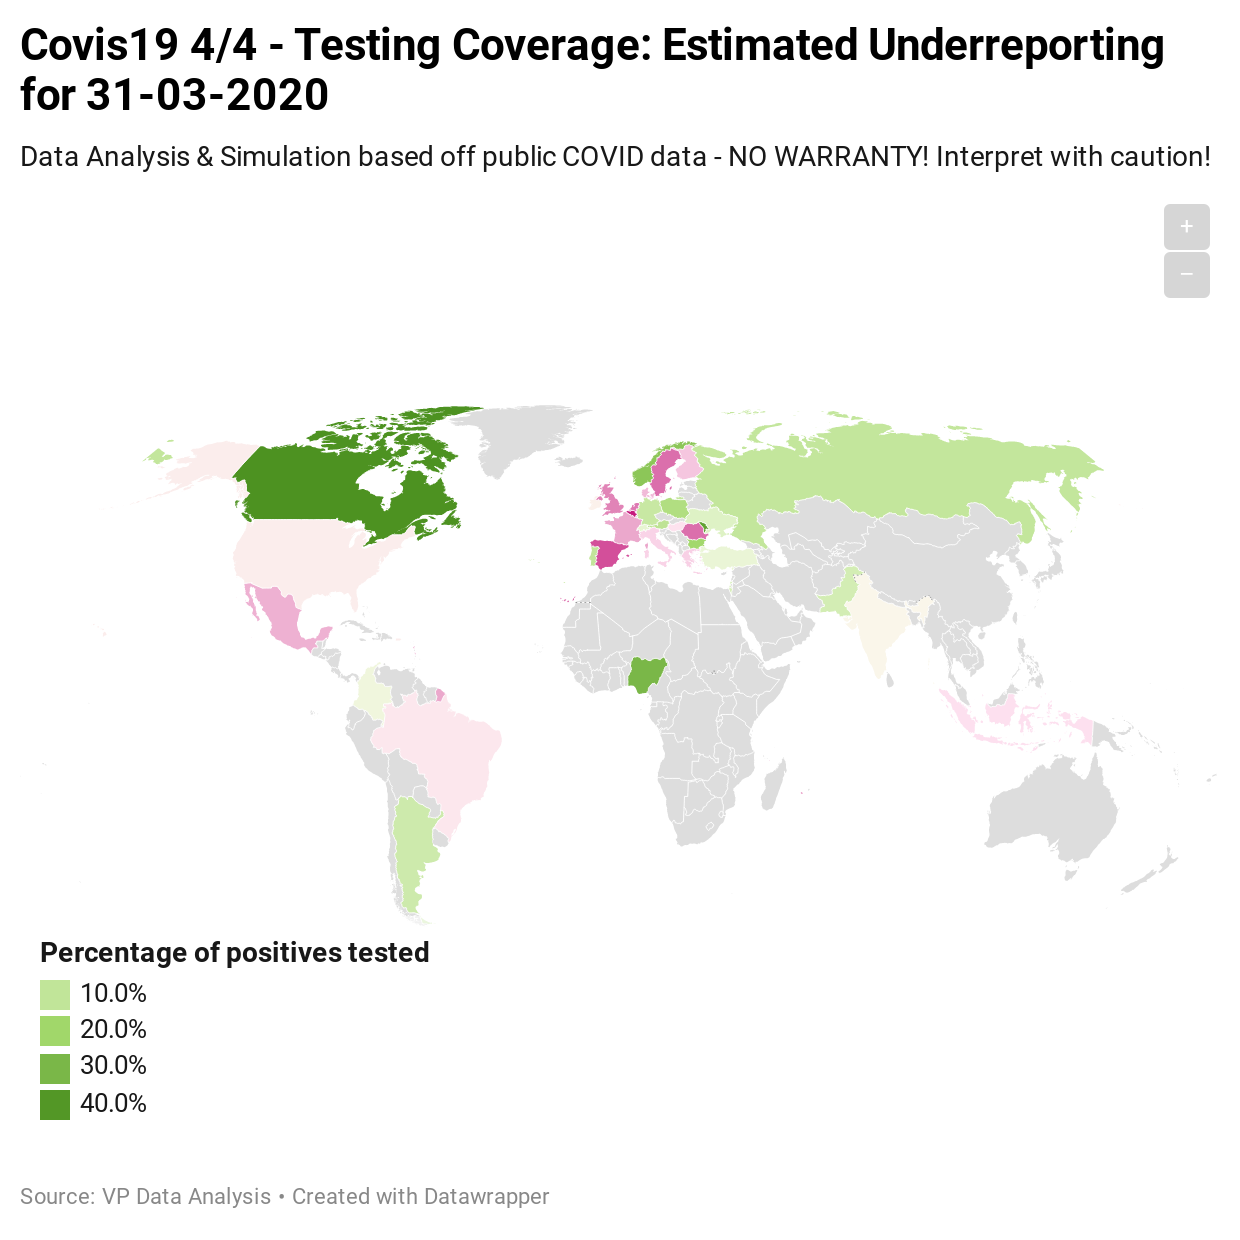 Covis19 4/4 - Testing Coverage: Estimated Underreporting
for 31-03-2020
Data Analysis & Simulation based off public COVID data - NO WARRANTY! Interpret with caution!
+
−
Percentage of positives tested
10.0%
20.0%
30.0%
40.0%
Source: VP Data Analysis • Created with Datawrapper